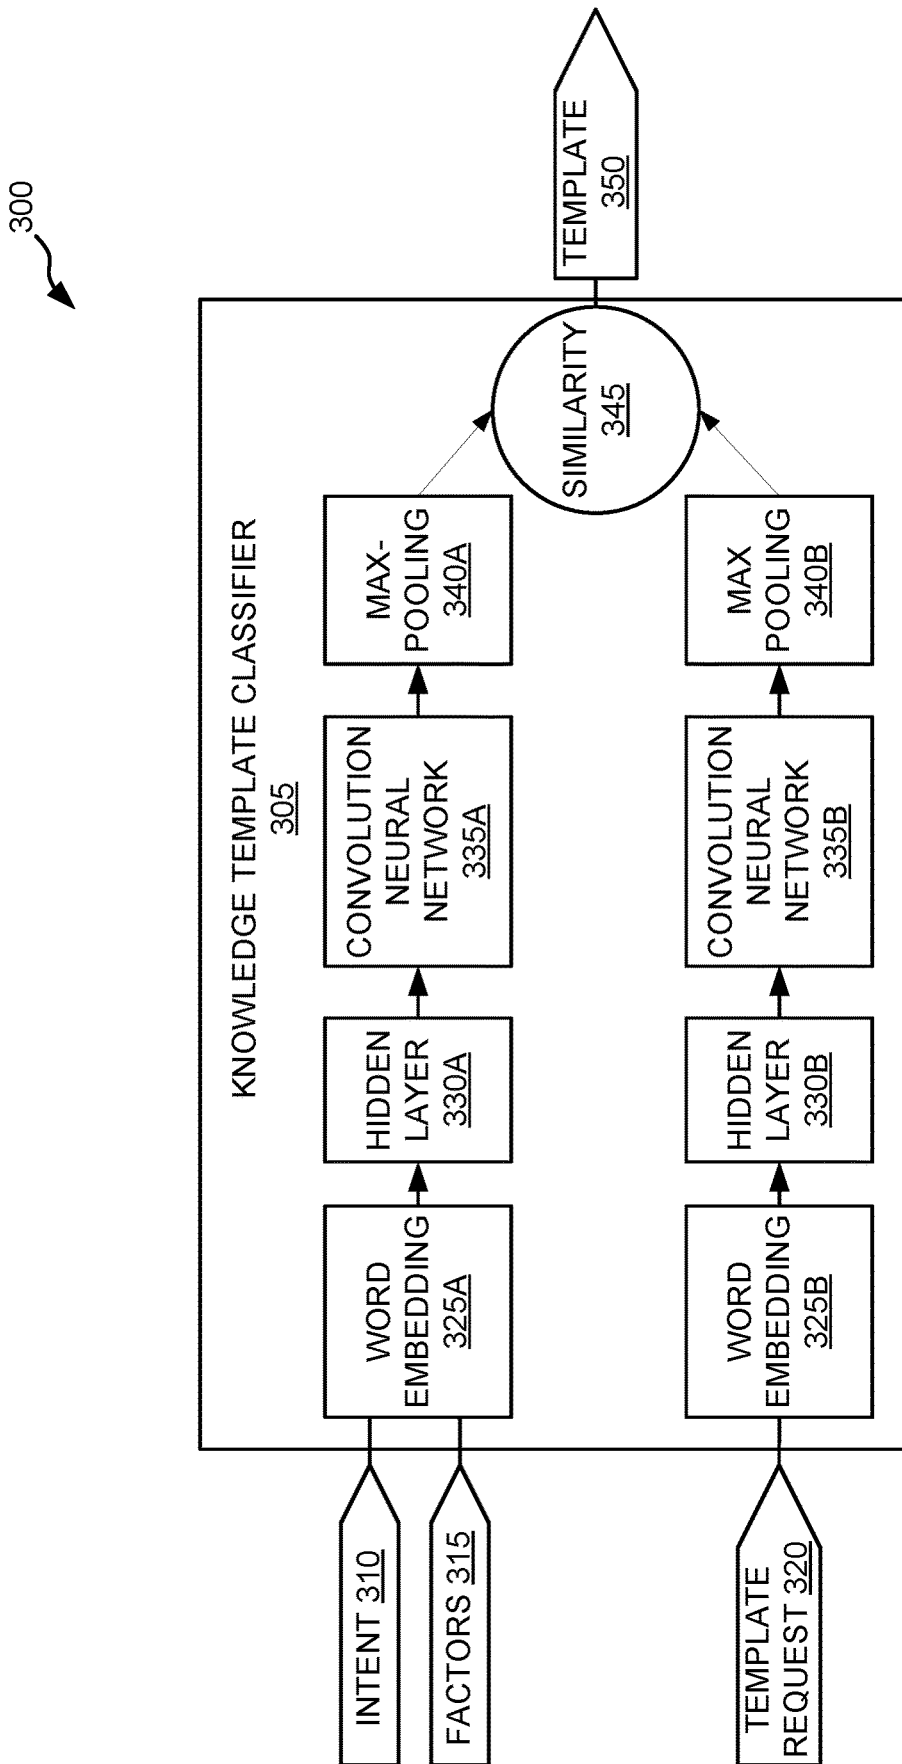 300
KNOWLEDGE TEMPLATE CLASSIFIER
305
INTENT 310
FACTORS 315
WORD
EMBEDDING
325A
HIDDEN
LAYER
330A
CONVOLUTION
NEURAL
NETWORK
335A
MAX-
POOLING
340A
SIMILARITY
345
TEMPLATE
350
TEMPLATE
REQUEST 320
WORD
EMBEDDING
325B
HIDDEN
LAYER
330B
CONVOLUTION
NEURAL
NETWORK
335B
MAX
POOLING
340B